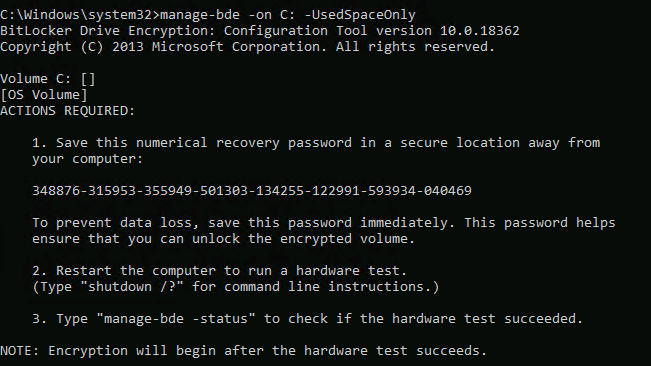 C:\Windows\system32>manage-bde -on C: -UsedSpaceOnly
BitLocker Drive Encryption: Configuration Tool version 10.0.18362
Copyright (C) 2013 Microsoft Corporation. All rights reserved.
Volume C: []
[OS Volume]
ACTIONS REQUIRED:
1. Save this numerical recovery password in a secure location away from
your computer:
348876-315953-355949-501303-134255-122991-593934-040469
To prevent data loss, save this password immediately. This password helps
ensure that you can unlock the encrypted volume.
2. Restart the computer to run a hardware test.
(Type "shutdown /?" for command line instructions.)
3. Type "manage-bde -status" to check if the hardware test succeeded.
NOTE: Encryption will begin after the hardware test succeeds.